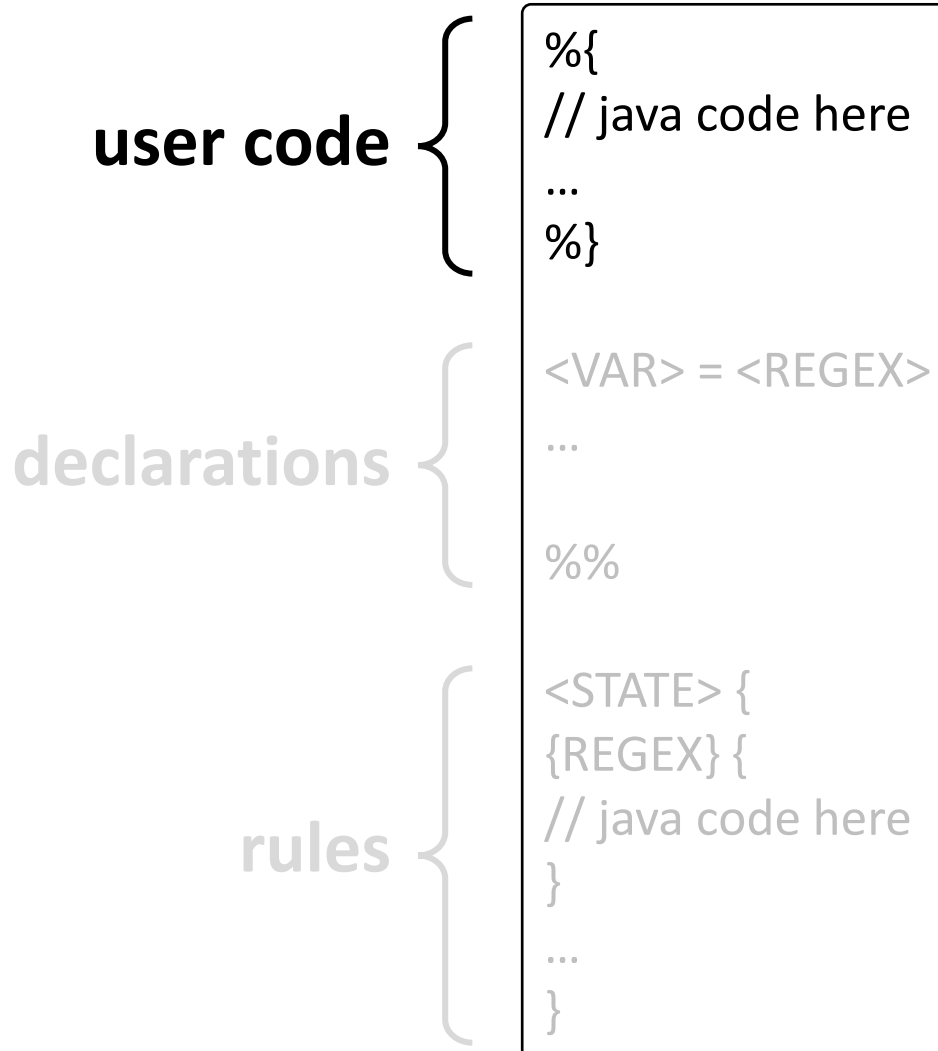 user code
%{
// java code here
...
%}
declarations
<VAR> = <REGEX>
...
%%
rules
<STATE> {
{REGEX} {
// java code here
}
...
}